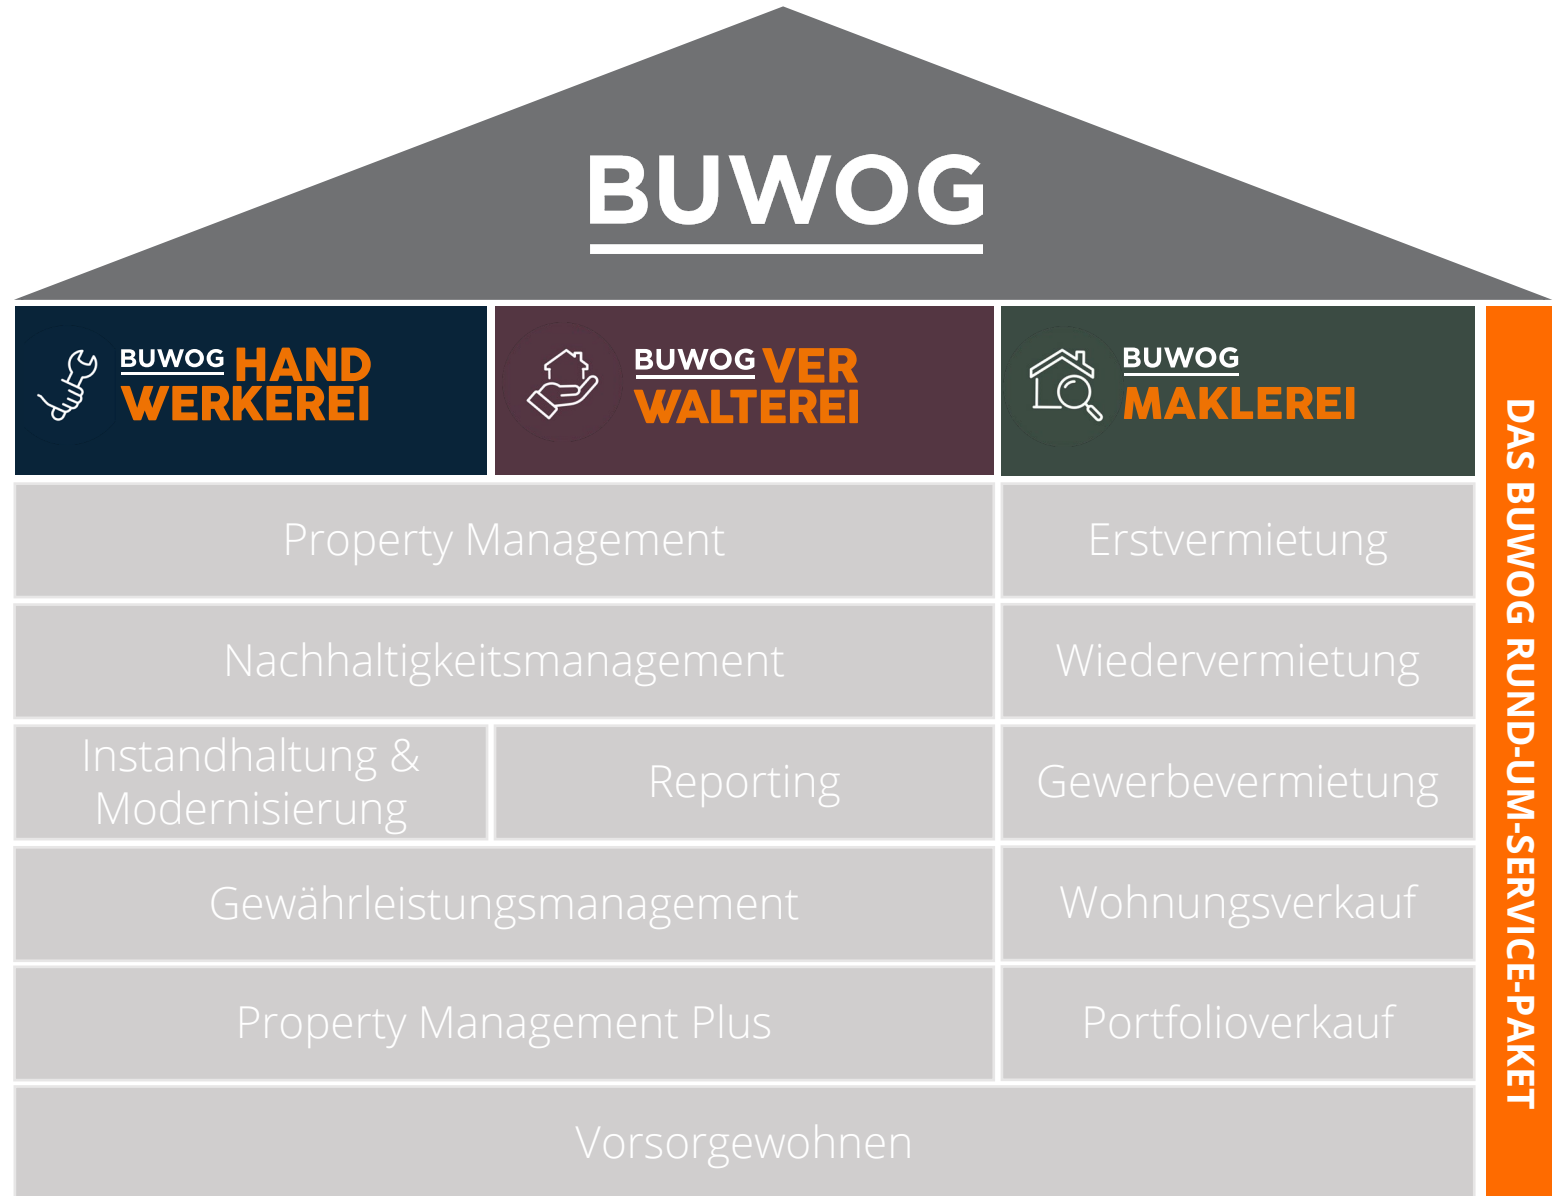 BUWOG
BUWOG HAND
WERKEREI
BUWOG VER
WALTEREI
BUWOG
MAKLEREI
Property Management
Erstvermietung
Nachhaltigkeitsmanagement
Wiedervermietung
Instandhaltung &
Modernisierung
Reporting
Gewerbevermietung
Gewährleistungsmanagement
Wohnungsverkauf
Property Management Plus
Portfolioverkauf
Vorsorgewohnen
DAS BUWOG RUND-UM-SERVICE-PAKET